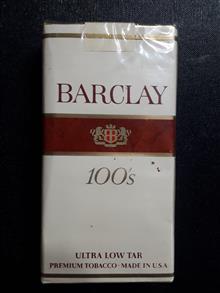 BARCLAY
100's
ULTRA LOW TAR
PREMIUM TOBACCO · MADE IN U.S.A